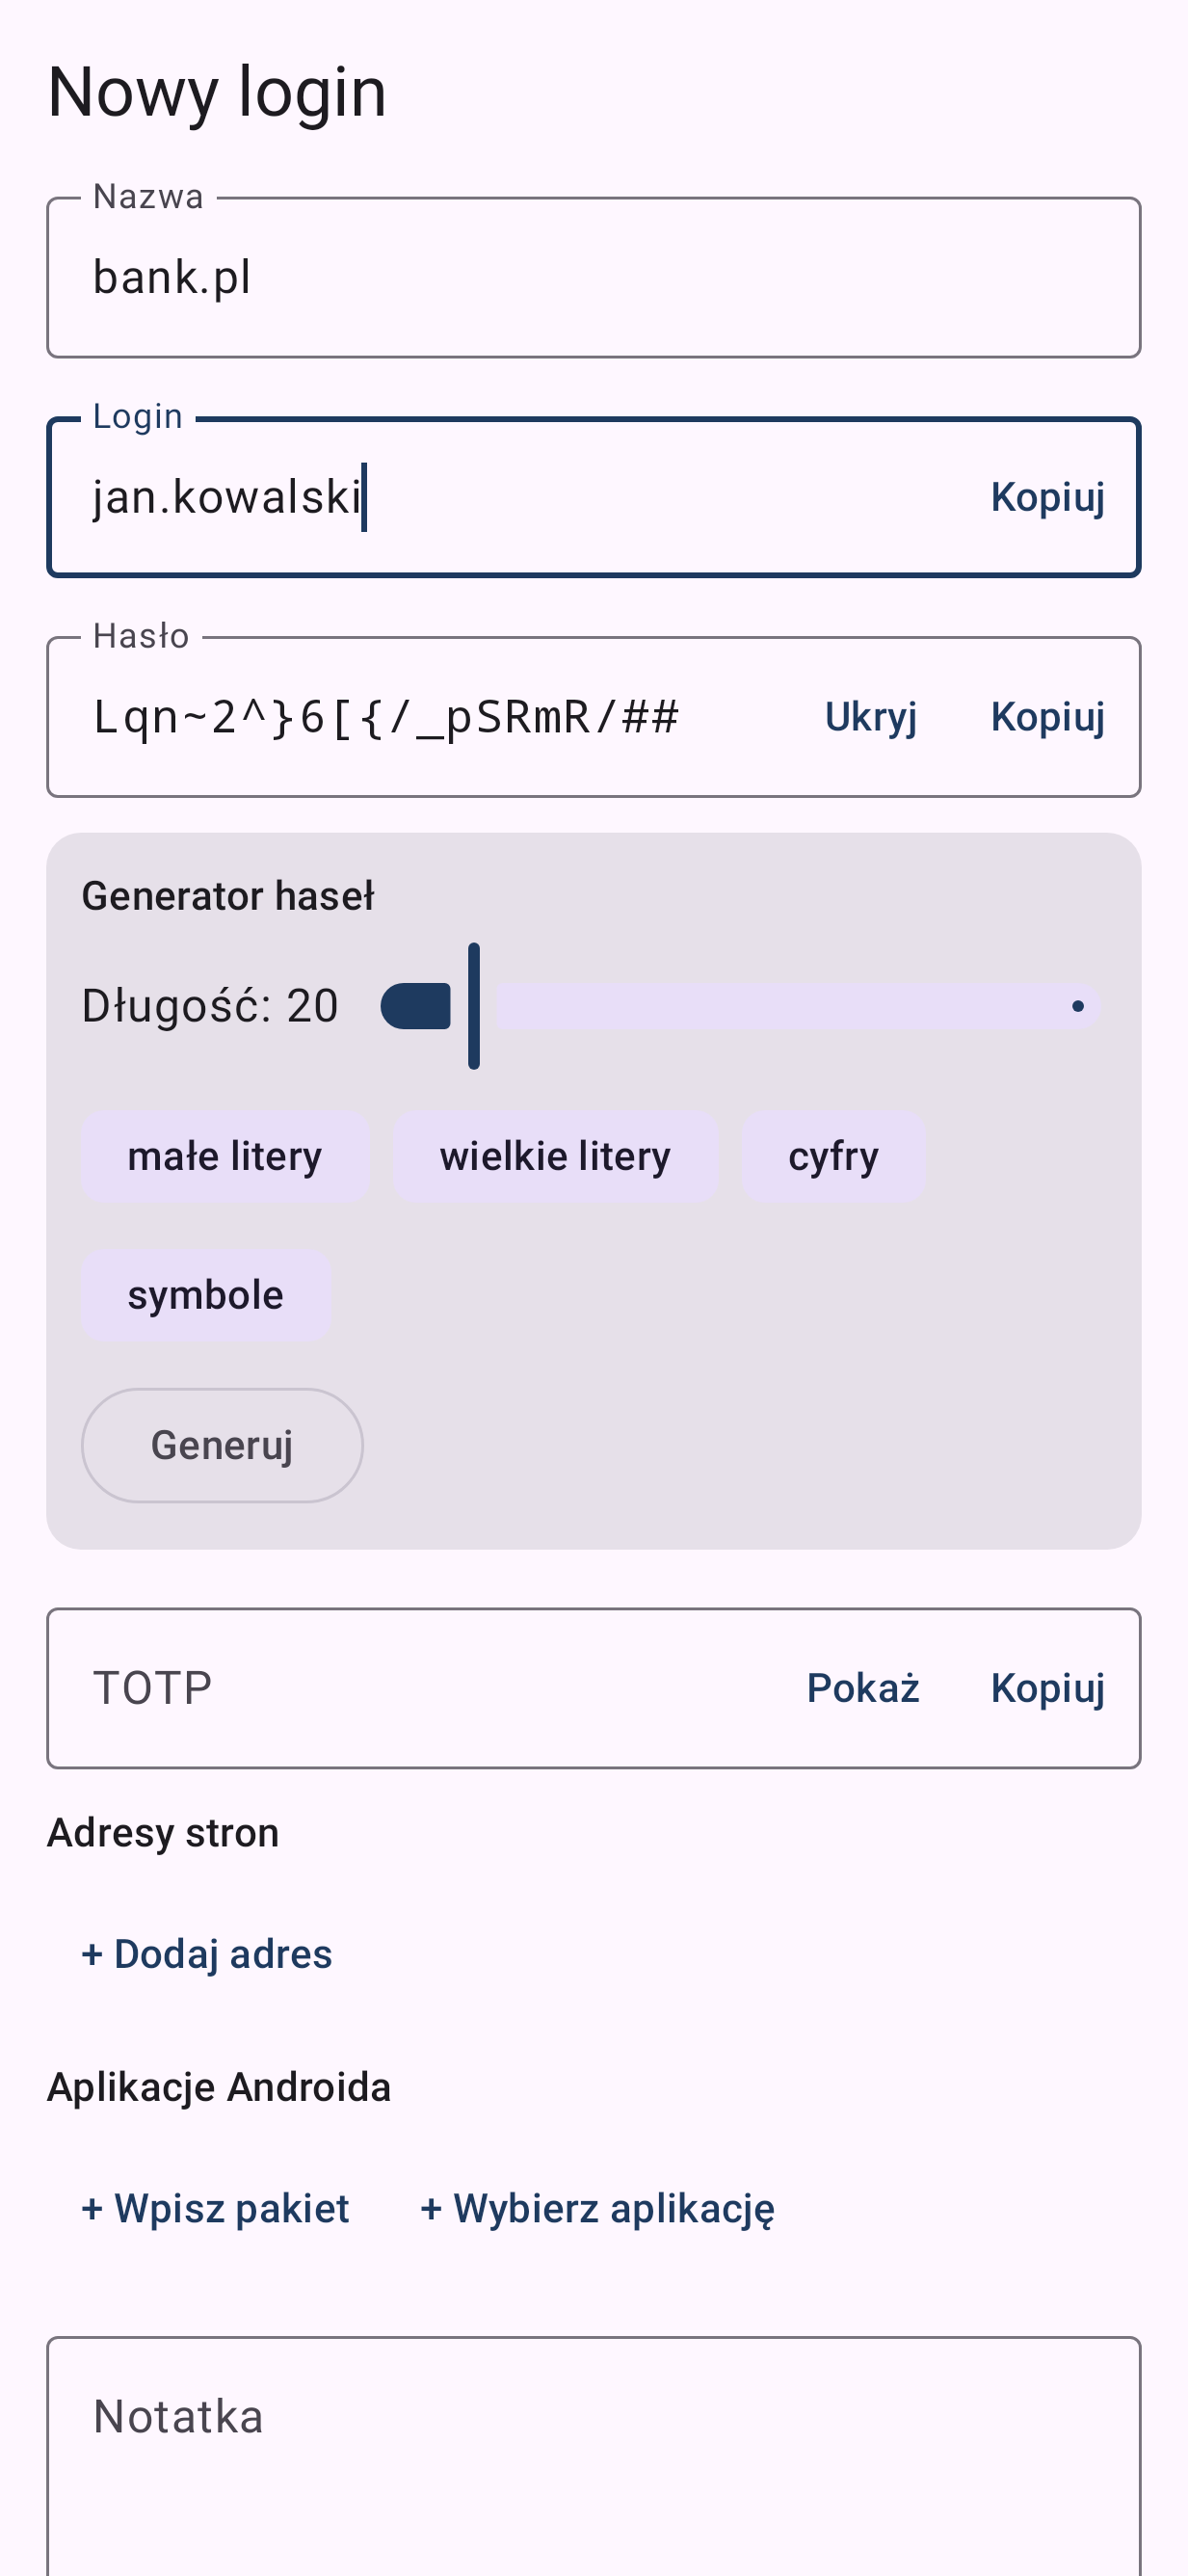 Nowy login
Nazwa
bank.pl
Login
jan.kowalski
Kopiuj
Hasło
Lqn~2^}6[{/_pSRmR/##
Ukryj
Kopiuj
Generator haseł
Długość: 20
małe litery
wielkie litery
cyfry
symbole
Generuj
TOTP
Pokaż
Kopiuj
Adresy stron
+ Dodaj adres
Aplikacje Androida
+ Wpisz pakiet
+ Wybierz aplikację
Notatka